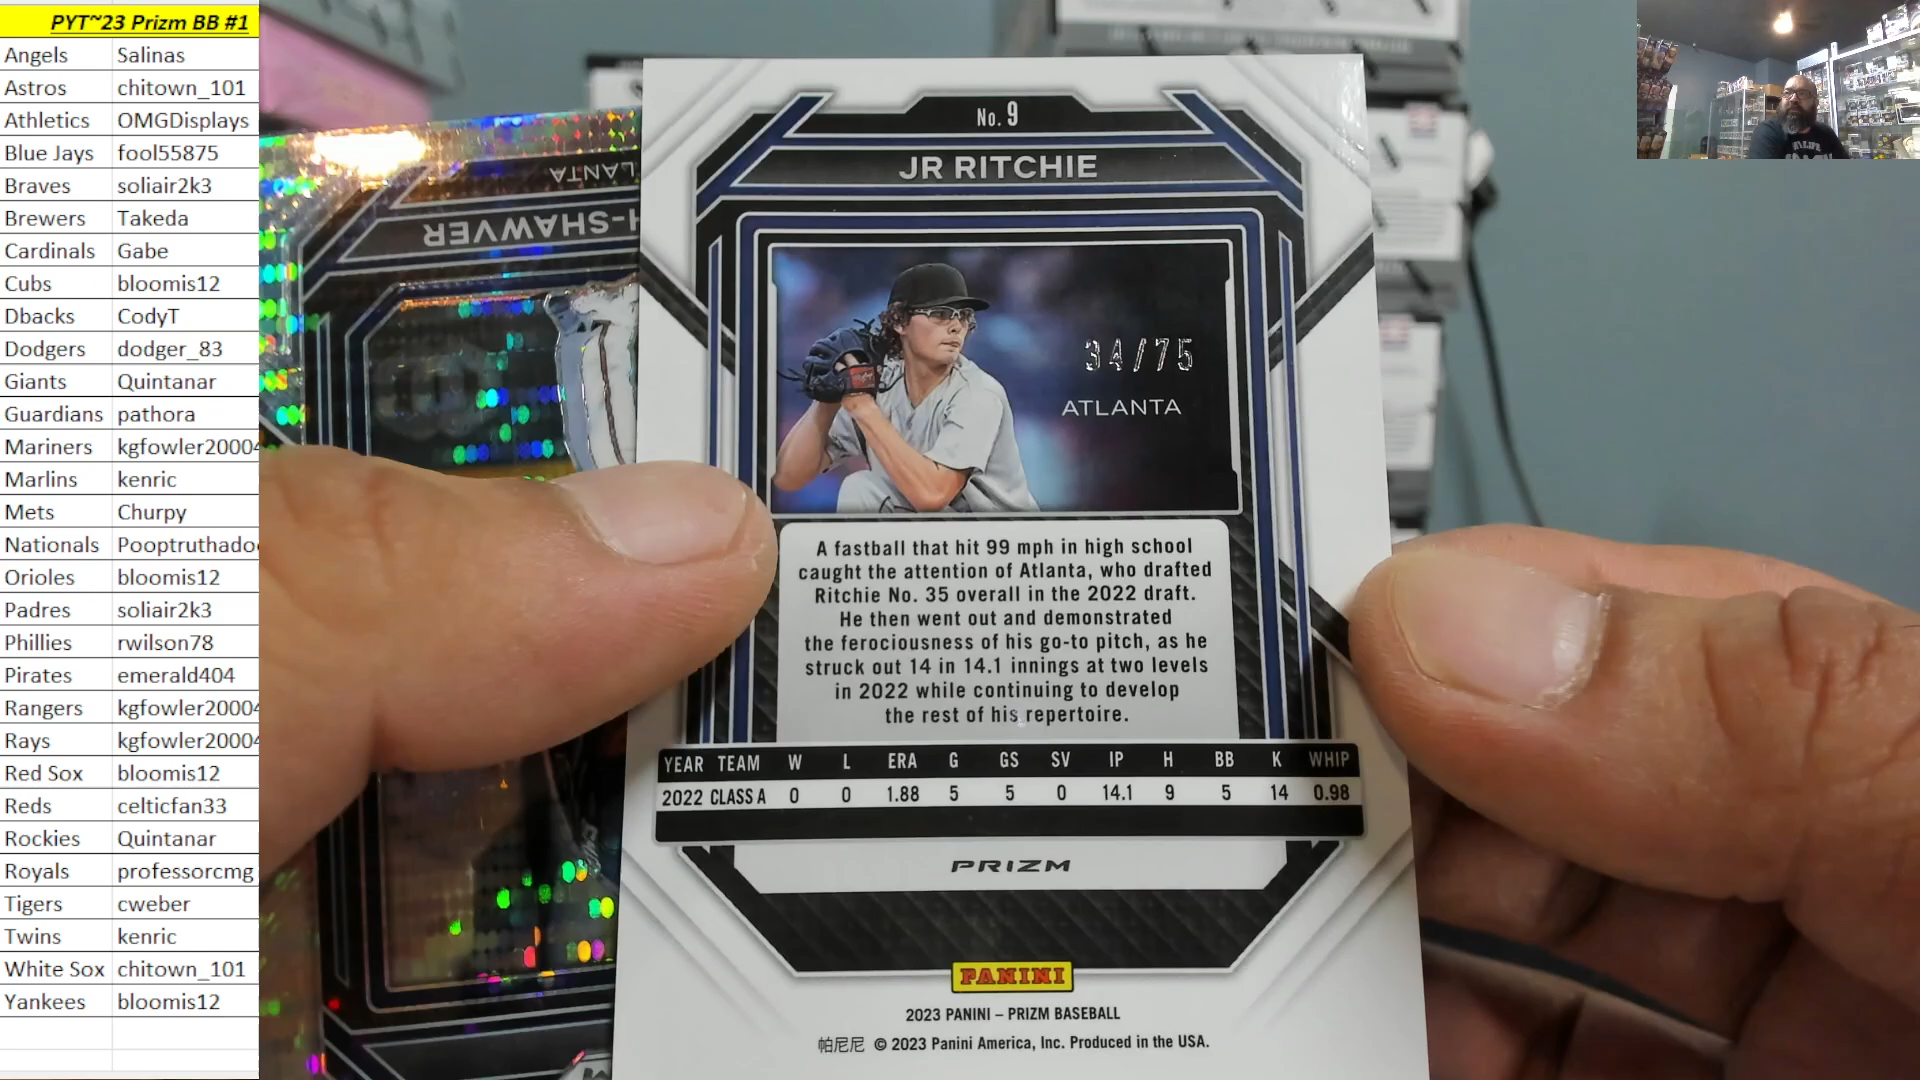 PYT~23 Prizm BB #1
Angels Salinas
Astros chitown_101
Athletics OMGDisplays
Blue Jays fool55875
Braves soliair2k3
Brewers Takeda
Cardinals Gabe
Cubs bloomis12
Dbacks CodyT
Dodgers dodger_83
Giants Quintanar
Guardians pathora
Mariners kgfowler20004
Marlins kenric
Mets Churpy
Nationals Pooptruthado
Orioles bloomis12
Padres soliair2k3
Phillies rwilson78
Pirates emerald404
Rangers kgfowler20004
Rays kgfowler20004
Red Sox bloomis12
Reds celticfan33
Rockies Quintanar
Royals professorcmg
Tigers cweber
Twins kenric
White Sox chitown_101
Yankees bloomis12
LANTA
H-SHAWVER
No. 9
JR RITCHIE
34/75
ATLANTA
A fastball that hit 99 mph in high school
caught the attention of Atlanta, who drafted
Ritchie No. 35 overall in the 2022 draft.
He then went out and demonstrated
the ferociousness of his go-to pitch, as he
struck out 14 in 14.1 innings at two levels
in 2022 while continuing to develop
the rest of his repertoire.
YEAR TEAM W L ERA G GS SV IP H BB K WHIP
2022 CLASS A 0 0 1.88 5 5 0 14.1 9 5 14 0.98
PRIZM
PANINI
2023 PANINI – PRIZM BASEBALL
帕尼尼 © 2023 Panini America, Inc. Produced in the USA.